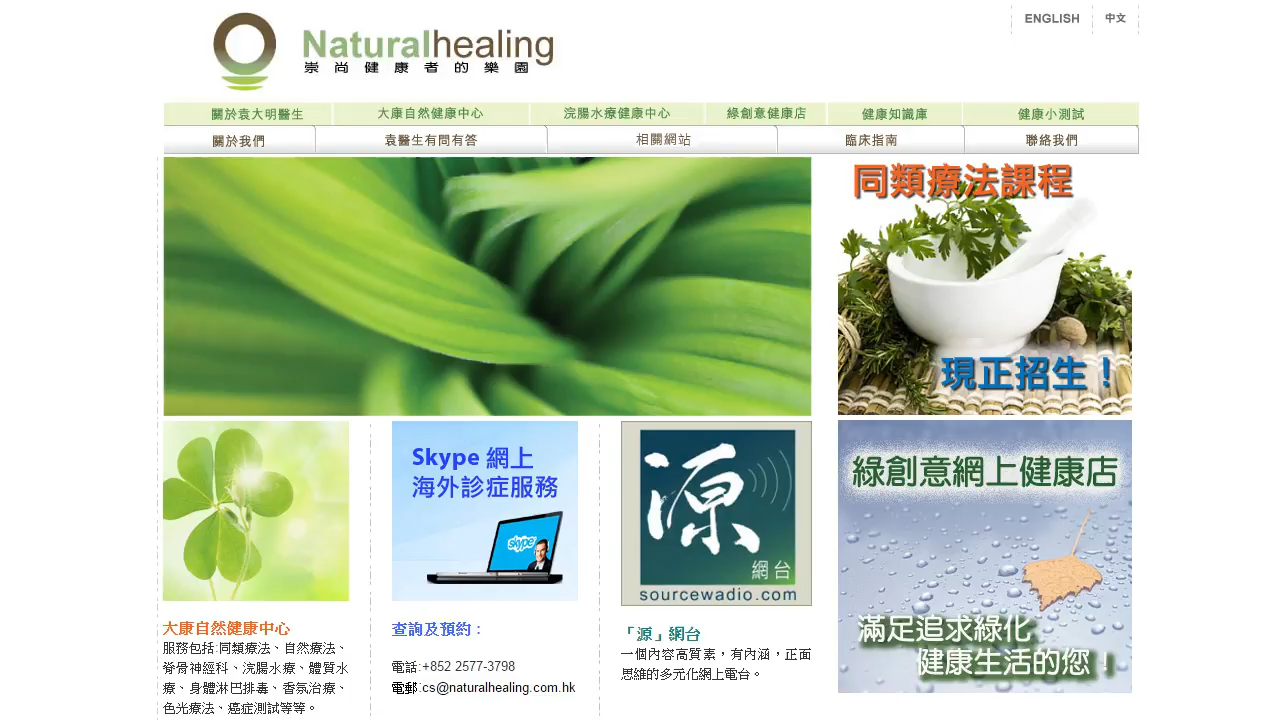 ENGLISH 中文
Naturalhealing
崇尚健康者的樂園
關於袁大明醫生 大康自然健康中心 浣腸水療健康中心 綠創意健康店 健康知識庫 健康小測試
關於我們 袁醫生有問有答 相關網站 臨床指南 聯絡我們
同類療法課程
現正招生！
Skype 網上
海外診症服務
skype
源
網台
sourcewadio.com
綠創意網上健康店
滿足追求綠化
健康生活的您！
大康自然健康中心
服務包括:同類療法、自然療法、
脊骨神經科、浣腸水療、體質水
療、身體淋巴排毒、香氛治療、
色光療法、癌症測試等等。
查詢及預約：
電話:+852 2577-3798
電郵:cs@naturalhealing.com.hk
「源」網台
一個內容高質素，有內涵，正面
思維的多元化網上電台。